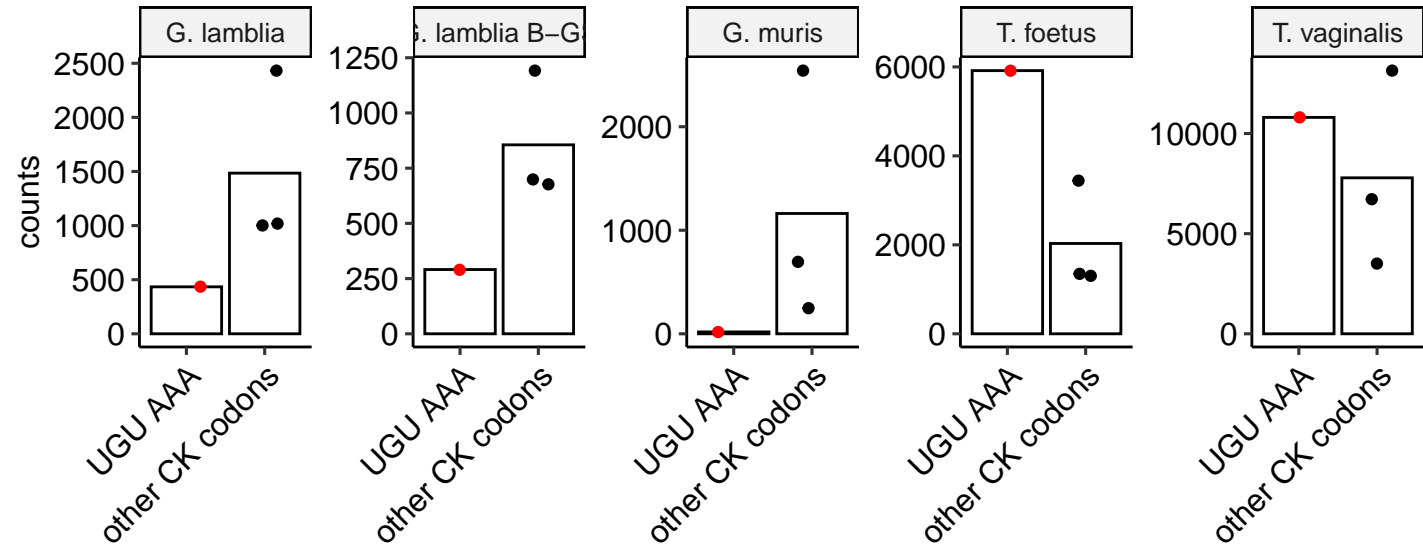 G. lamblia
G. lamblia B−GS
G. muris
T. foetus
T. vaginalis
counts
2500
2000
1500
1000
500
0
1250
1000
750
500
250
0
2000
1000
0
6000
4000
2000
0
10000
5000
0
UGU AAA
other CK codons
UGU AAA
other CK codons
UGU AAA
other CK codons
UGU AAA
other CK codons
UGU AAA
other CK codons